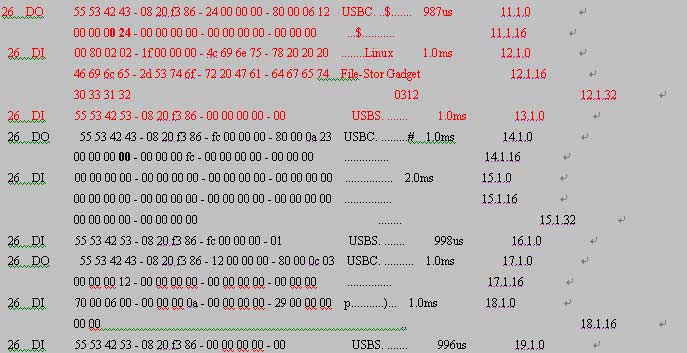 26 DO 55 53 42 43 - 08 20 f3 86 - 24 00 00 00 - 80 00 06 12 USBC. .$....... 987us 11.1.0
00 00 00 0 24 - 00 00 00 00 - 00 00 00 00 - 00 00 00 ...$........... 11.1.16
26 DI 00 80 02 02 - 1f 00 00 00 - 4c 69 6e 75 - 78 20 20 20 ........Linux 1.0ms 12.1.0
46 69 6c 65 - 2d 53 74 6f - 72 20 47 61 - 64 67 65 74 File-Stor Gadget 12.1.16
30 33 31 32 0312 12.1.32
26 DI 55 53 42 53 - 08 20 f3 86 - 00 00 00 00 - 00 USBS. ....... 1.0ms 13.1.0
26 DO 55 53 42 43 - 08 20 f3 86 - fc 00 00 00 - 80 00 0a 23 USBC. .........# 1.0ms 14.1.0
00 00 00 00 - 00 00 00 fc - 00 00 00 00 - 00 00 00 ............... 14.1.16
26 DI 00 00 00 00 - 00 00 00 00 - 00 00 00 00 - 00 00 00 00 ................ 2.0ms 15.1.0
00 00 00 00 - 00 00 00 00 - 00 00 00 00 - 00 00 00 00 ................ 15.1.16
00 00 00 00 - 00 00 00 00 ........ 15.1.32
26 DI 55 53 42 53 - 08 20 f3 86 - fc 00 00 00 - 01 USBS. ....... 998us 16.1.0
26 DO 55 53 42 43 - 08 20 f3 86 - 12 00 00 00 - 80 00 0c 03 USBC. .......... 1.0ms 17.1.0
00 00 00 12 - 00 00 00 00 - 00 00 00 00 - 00 00 00 ............... 17.1.16
26 DI 70 00 06 00 - 00 00 00 0a - 00 00 00 00 - 29 00 00 00 p...........)... 1.0ms 18.1.0
00 00 .. 18.1.16
26 DI 55 53 42 53 - 08 20 f3 86 - 00 00 00 00 - 00 USBS. ....... 996us 19.1.0